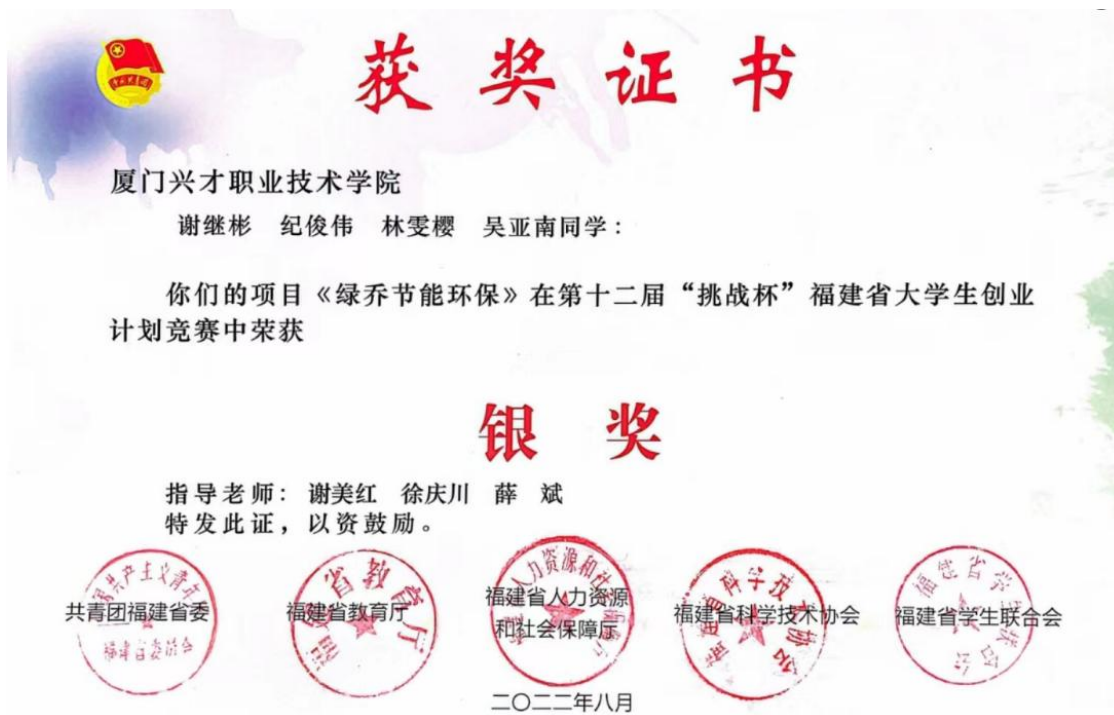 获奖证书
厦门兴才职业技术学院
谢继彬 纪俊伟 林雯樱 吴亚南同学：
你们的项目《绿乔节能环保》在第十二届“挑战杯”福建省大学生创业
计划竞赛中荣获
银奖
指导老师： 谢美红 徐庆川 薛 斌
特发此证，以资鼓励。
共青团福建省委
福建省教育厅
福建省人力资源
和社会保障厅
福建省科学技术协会
福建省学生联合会
二〇二二年八月